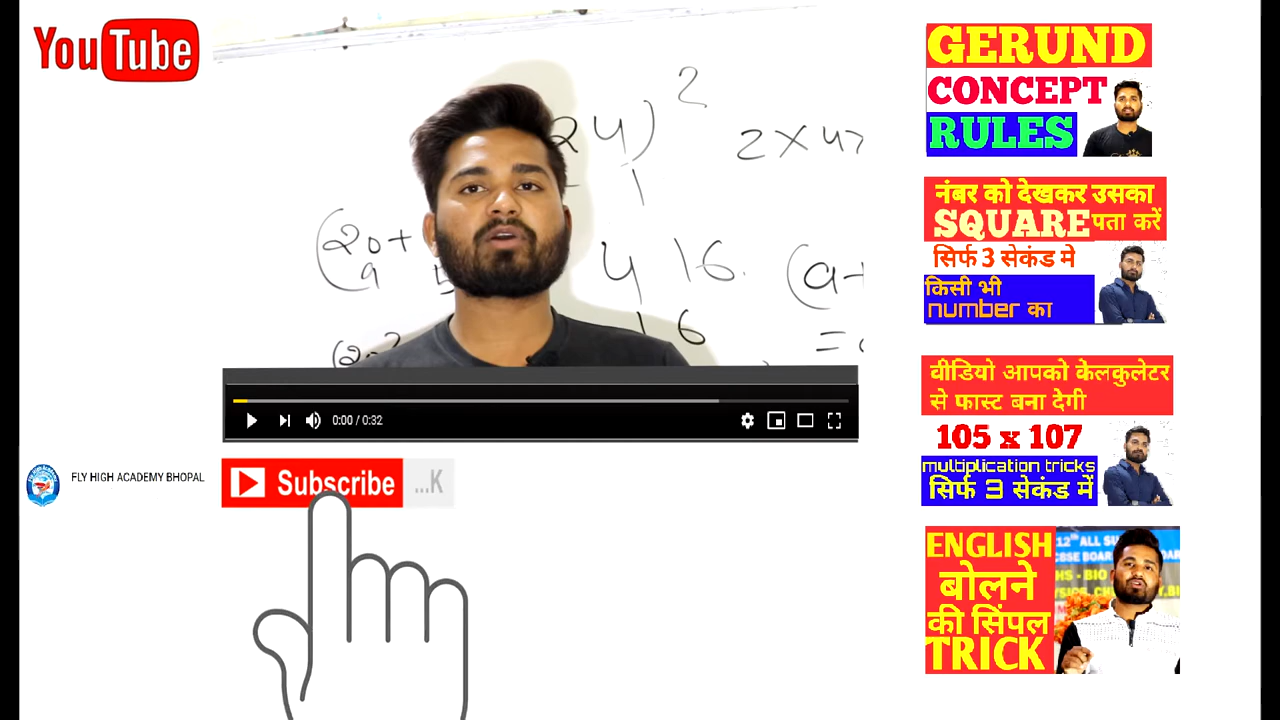 YouTube
24)²
2 x 4
(20+
a
b
4 16.
(a+
16
=
0:00 / 0:32
FLY HIGH ACADEMY BHOPAL
Subscribe
...K
GERUND
CONCEPT
RULES
नंबर को देखकर उसका
SQUARE पता करें
सिर्फ 3 सेकंड मे
किसी भी
number का
वीडियो आपको केलकुलेटर
से फास्ट बना देगी
105 x 107
multiplication tricks
सिर्फ 3 सेकंड में
ENGLISH
बोलने
की सिंपल
TRICK